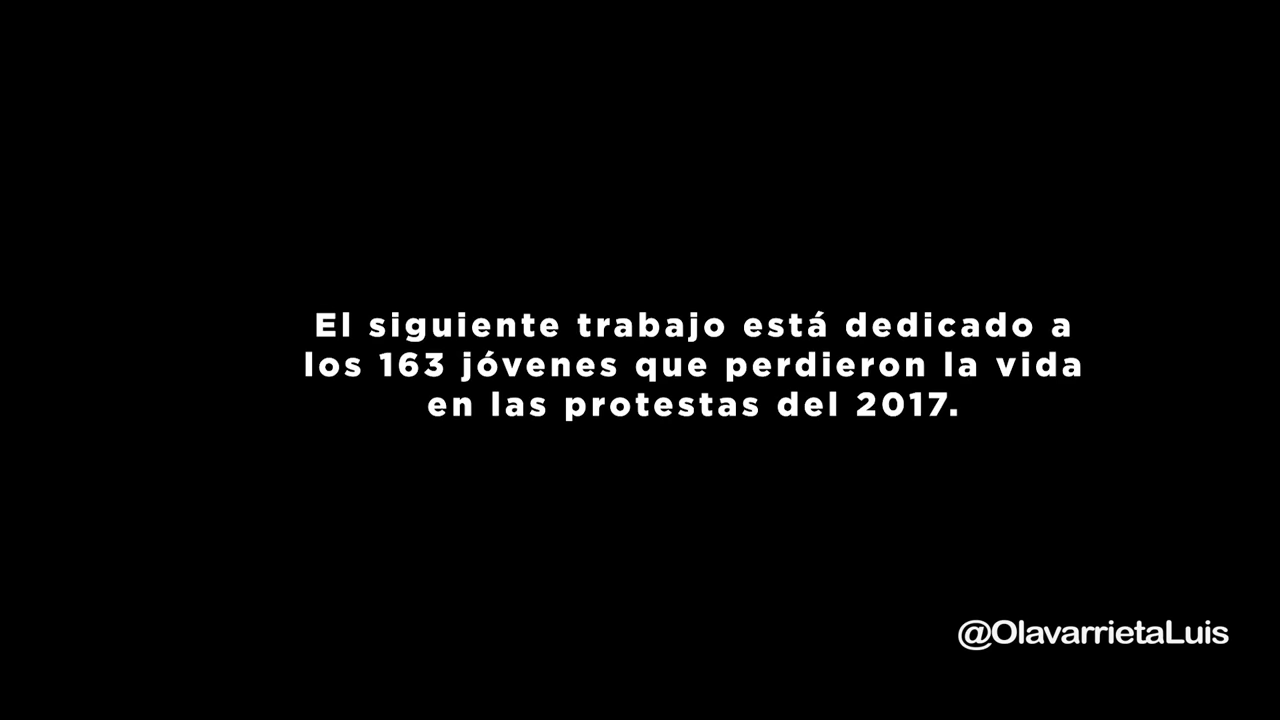 El siguiente trabajo está dedicado a
los 163 jóvenes que perdieron la vida
en las protestas del 2017.
@OlavarrietaLuis